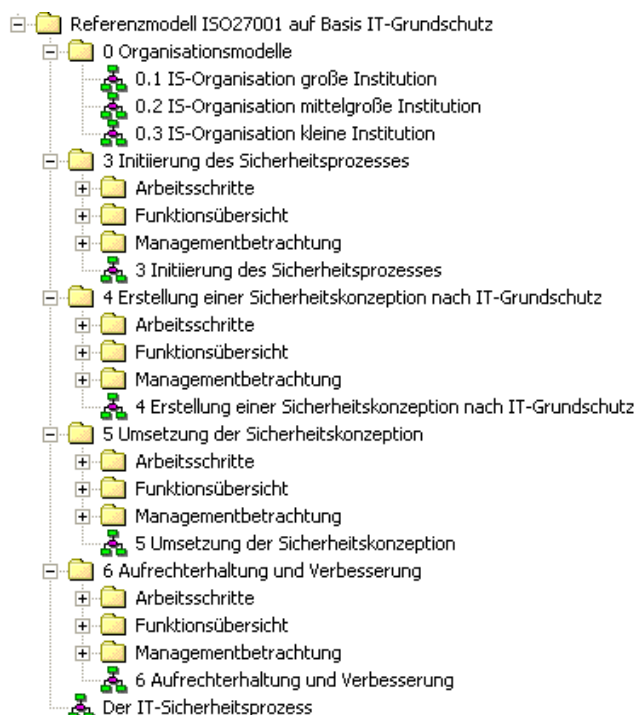 Referenzmodell ISO27001 auf Basis IT-Grundschutz
0 Organisationsmodelle
0.1 IS-Organisation große Institution
0.2 IS-Organisation mittelgroße Institution
0.3 IS-Organisation kleine Institution
3 Initiierung des Sicherheitsprozesses
Arbeitsschritte
Funktionsübersicht
Managementbetrachtung
3 Initiierung des Sicherheitsprozesses
4 Erstellung einer Sicherheitskonzeption nach IT-Grundschutz
Arbeitsschritte
Funktionsübersicht
Managementbetrachtung
4 Erstellung einer Sicherheitskonzeption nach IT-Grundschutz
5 Umsetzung der Sicherheitskonzeption
Arbeitsschritte
Funktionsübersicht
Managementbetrachtung
5 Umsetzung der Sicherheitskonzeption
6 Aufrechterhaltung und Verbesserung
Arbeitsschritte
Funktionsübersicht
Managementbetrachtung
6 Aufrechterhaltung und Verbesserung
Der IT-Sicherheitsprozess